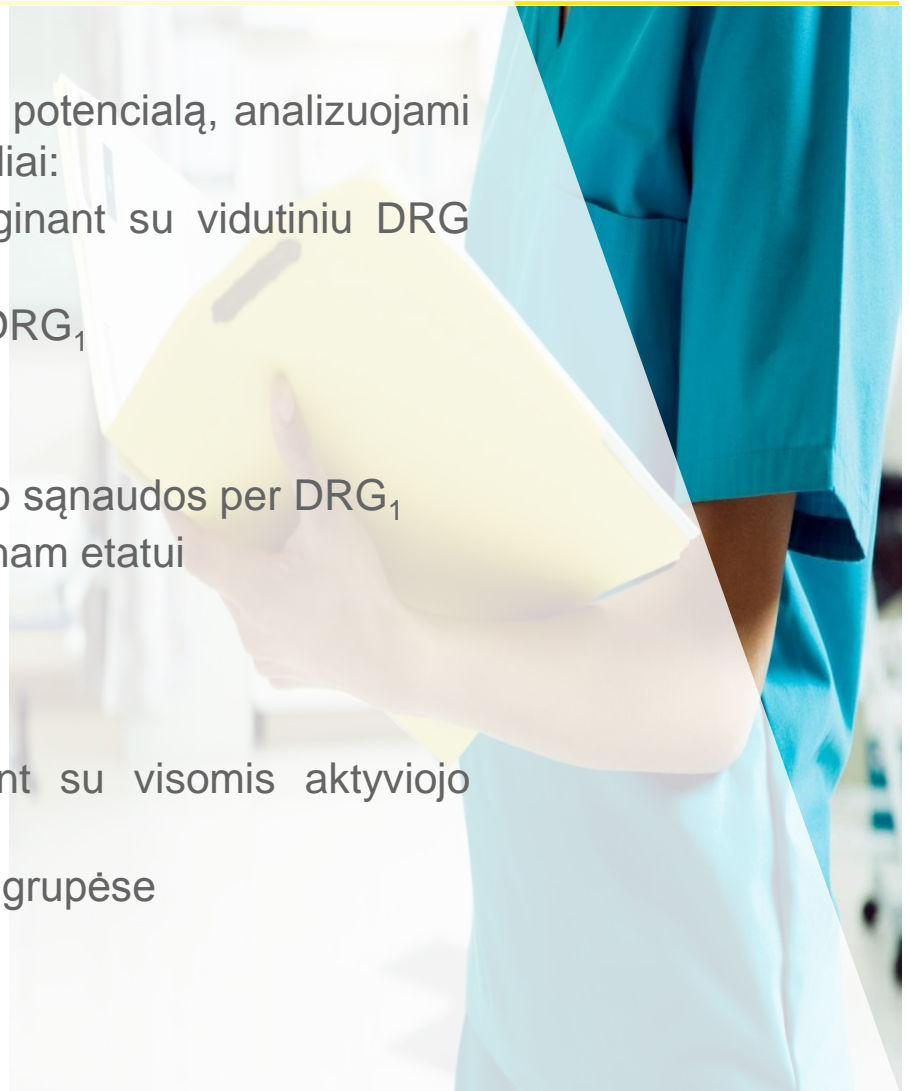 potencialą, analizuojami
liai:
ginant su vidutiniu DRG
DRG₁
o sąnaudos per DRG₁
nam etatui
nt su visomis aktyviojo
grupėse